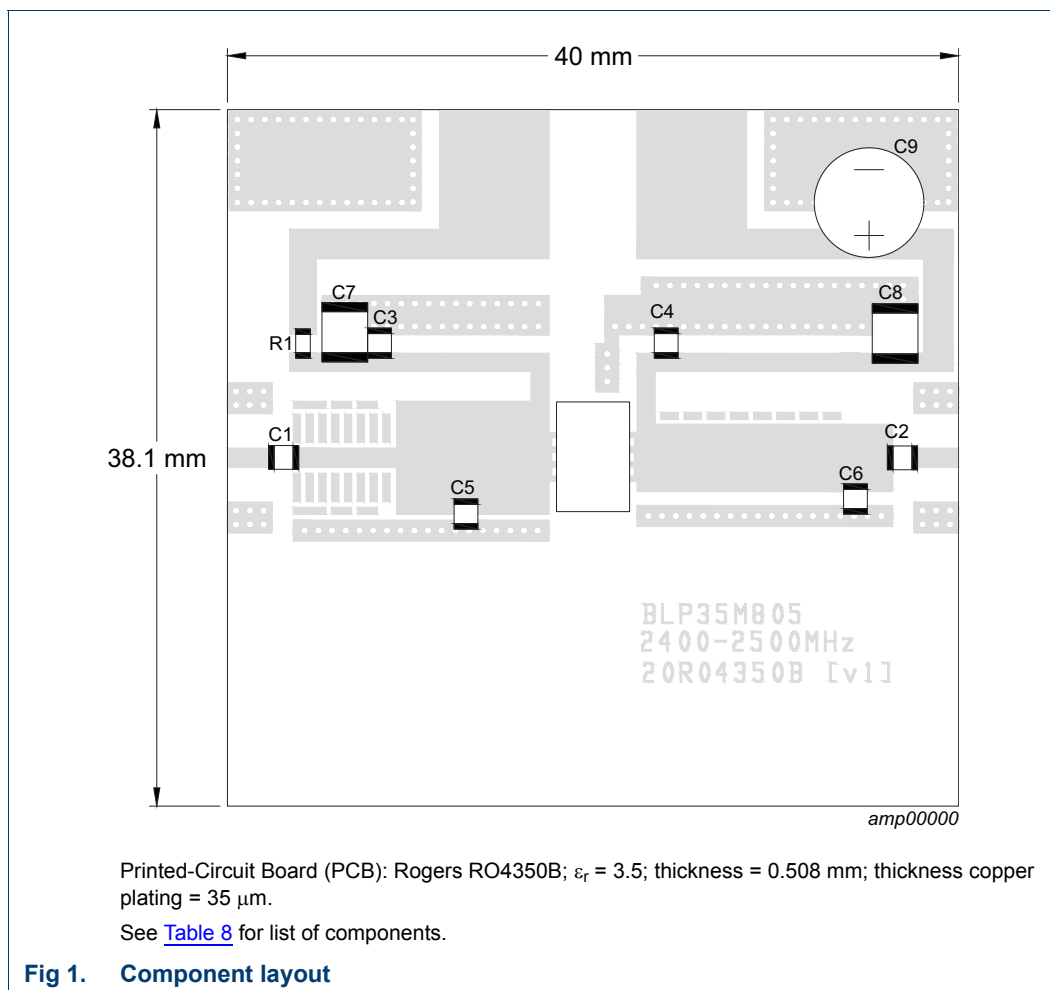 40 mm
C9
C7
C3
C4
C8
R1
C1
C2
38.1 mm
C5
C6
BLP35M805
2400-2500MHz
20RO4350B [v1]
amp00000
Printed-Circuit Board (PCB): Rogers RO4350B; εr = 3.5; thickness = 0.508 mm; thickness copper
plating = 35 μm.
See Table 8 for list of components.
Fig 1. Component layout